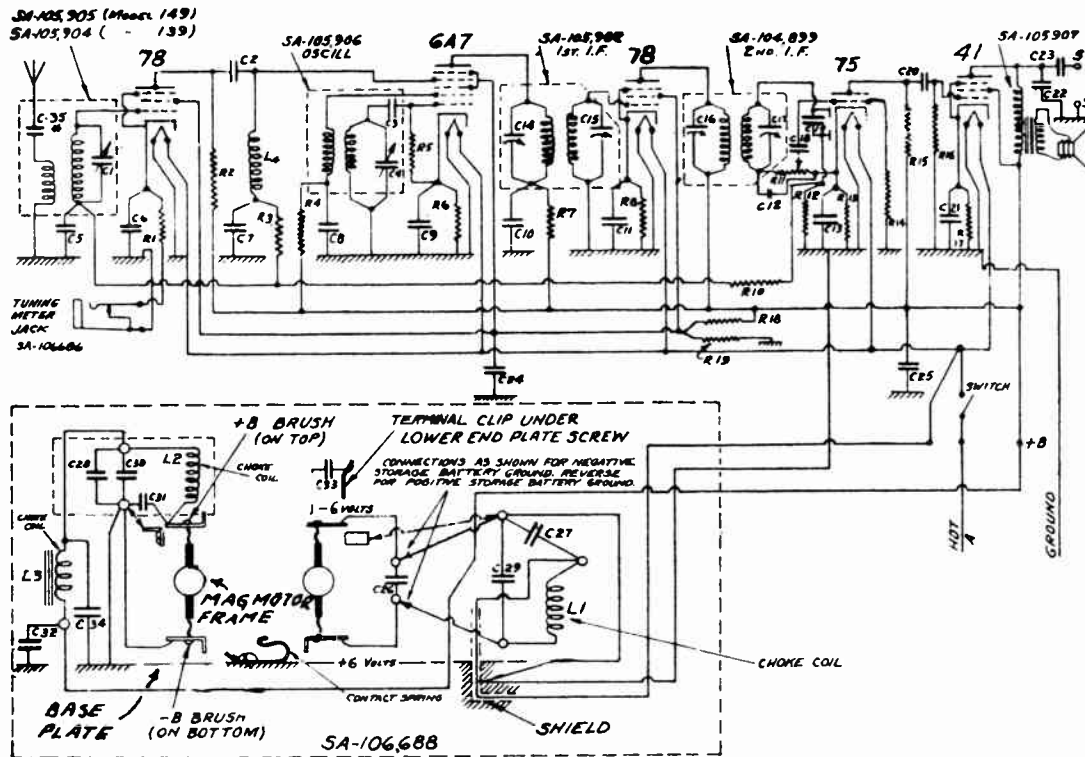 SA-105,905 (MODEL 149)
SA-105,904 ( - 139)
78
C2
SA-105,906
OSCILL
6A7
SA-105,902
1ST. I.F.
78
SA-104,899
2ND. I.F.
75
C20
41
SA-105907
C23
S
C22
C35
*
C1
L4
C3
C4
R5
C14
C15
C16
C17
C18
R11
C12
R12
R13
R14
R15
R16
R2
C5
C6
R1
C7
R3
R4
C8
C9
R6
C10
R7
C11
R8
C13
C21
R
17
TUNING
METER
JACK
SA-106686
R10
R18
R19
C24
C25
SWITCH
+B
HOT
A
GROUND
+B BRUSH
(ON TOP)
TERMINAL CLIP UNDER
LOWER END PLATE SCREW
CONNECTIONS AS SHOWN FOR NEGATIVE
STORAGE BATTERY GROUND. REVERSE
FOR POSITIVE STORAGE BATTERY GROUND.
L2
CHOKE
COIL
C28
C30
C31
C33
-6 VOLTS
CHOKE
COIL
L3
C34
C32
MAGMOTOR
FRAME
C26
C27
C29
L1
CHOKE COIL
+6 VOLTS
CONTACT SPRING
BASE
PLATE
-B BRUSH
(ON BOTTOM)
SHIELD
SA-106,688